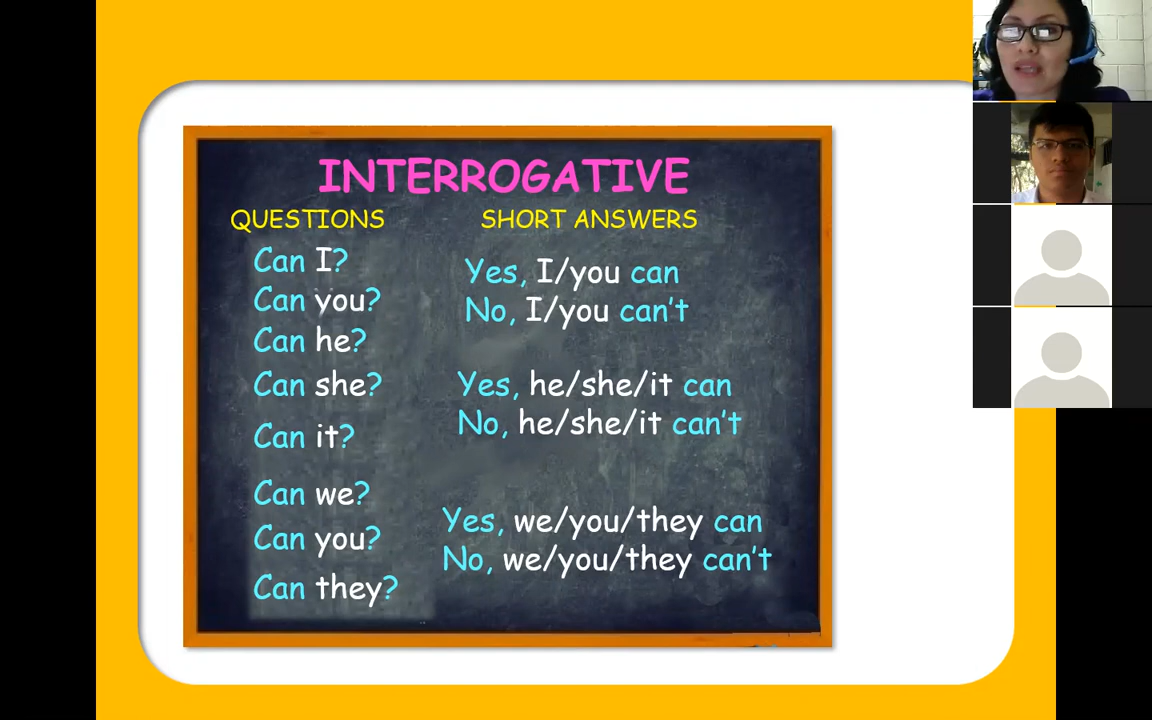 INTERROGATIVE
QUESTIONS
Can I?
Can you?
Can he?
Can she?
Can it?
Can we?
Can you?
Can they?
SHORT ANSWERS
Yes, I/you can
No, I/you can't
Yes, he/she/it can
No, he/she/it can't
Yes, we/you/they can
No, we/you/they can't